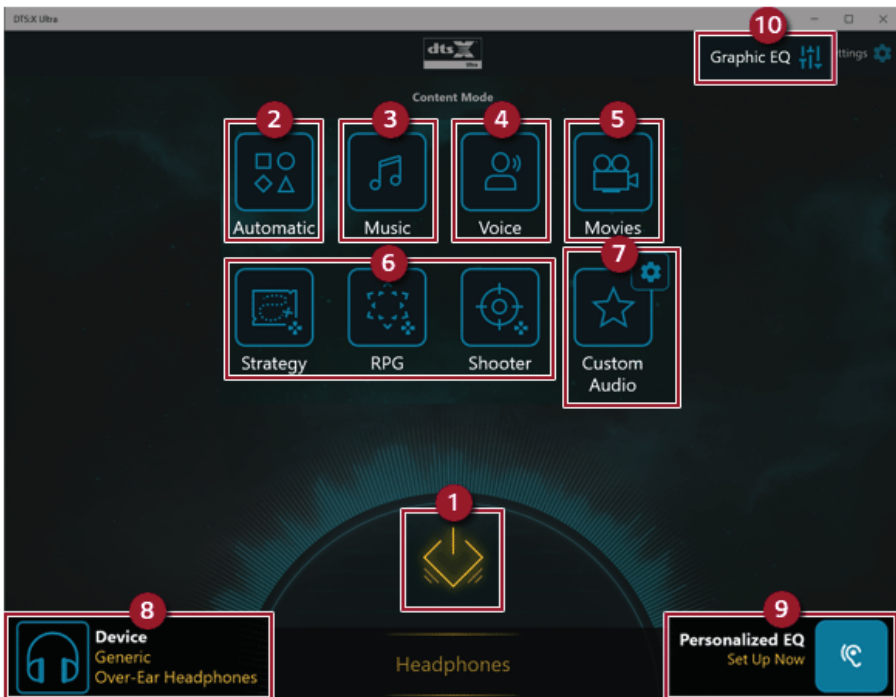 DTS:X Ultra
10
dts X
Ultra
Graphic EQ
ttings
Content Mode
2
3
4
5
Automatic
Music
Voice
Movies
6
7
Strategy
RPG
Shooter
Custom
Audio
1
8
Device
Generic
Over-Ear Headphones
Headphones
9
Personalized EQ
Set Up Now